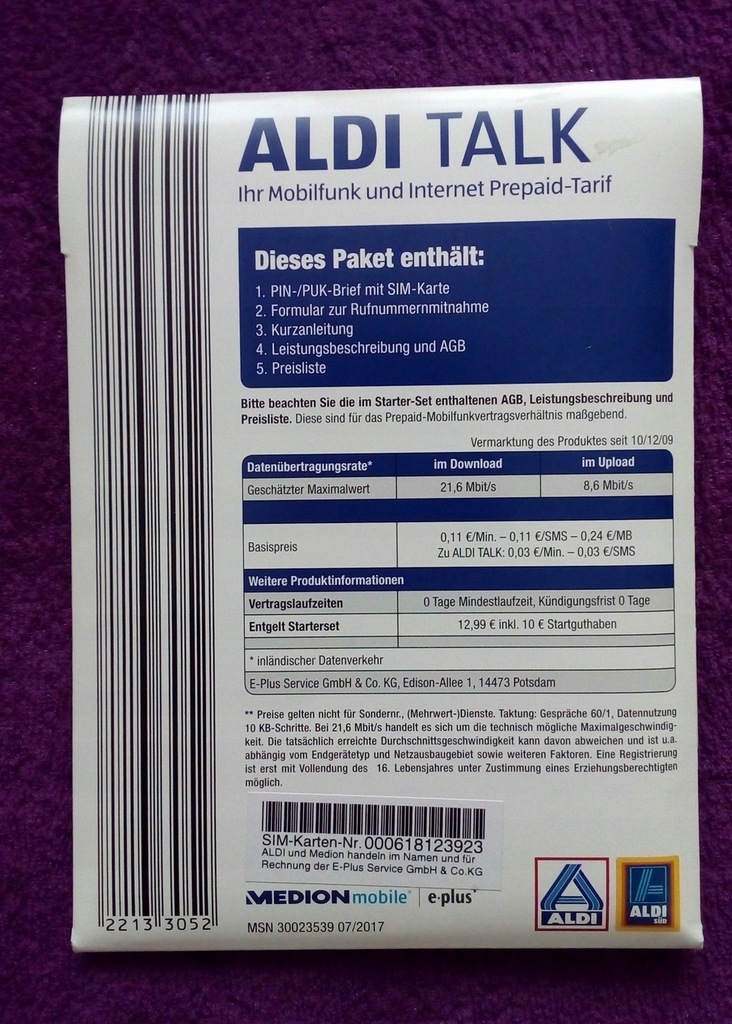 ALDI TALK
Ihr Mobilfunk und Internet Prepaid-Tarif
Dieses Paket enthält:
1. PIN-/PUK-Brief mit SIM-Karte
2. Formular zur Rufnummernmitnahme
3. Kurzanleitung
4. Leistungsbeschreibung und AGB
5. Preisliste
Bitte beachten Sie die im Starter-Set enthaltenen AGB, Leistungsbeschreibung und
Preisliste. Diese sind für das Prepaid-Mobilfunkvertragsverhältnis maßgebend.
Vermarktung des Produktes seit 10/12/09
Datenübertragungsrate* im Download im Upload
Geschätzter Maximalwert 21,6 Mbit/s 8,6 Mbit/s
Basispreis
0,11 €/Min. – 0,11 €/SMS – 0,24 €/MB
Zu ALDI TALK: 0,03 €/Min. – 0,03 €/SMS
Weitere Produktinformationen
Vertragslaufzeiten 0 Tage Mindestlaufzeit, Kündigungsfrist 0 Tage
Entgelt Starterset 12,99 € inkl. 10 € Startguthaben
* inländischer Datenverkehr
E-Plus Service GmbH & Co. KG, Edison-Allee 1, 14473 Potsdam
** Preise gelten nicht für Sondernr., (Mehrwert-)Dienste. Taktung: Gespräche 60/1, Datennutzung
10 KB-Schritte. Bei 21,6 Mbit/s handelt es sich um die technisch mögliche Maximalgeschwindig-
keit. Die tatsächlich erreichte Durchschnittsgeschwindigkeit kann davon abweichen und ist u.a.
abhängig vom Endgerätetyp und Netzausbaugebiet sowie weiteren Faktoren. Eine Registrierung
ist erst mit Vollendung des 16. Lebensjahres unter Zustimmung eines Erziehungsberechtigten
möglich.
SIM-Karten-Nr. 000618123923
ALDI und Medion handeln im Namen und für
Rechnung der E-Plus Service GmbH & Co.KG
MEDION mobile® e-plus®
MSN 30023539 07/2017
ALDI
ALDI
SÜD
2213 3052